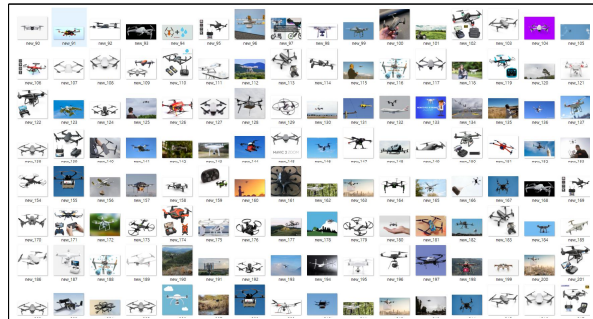 new_90 new_91 new_92 new_93 new_94 new_95 new_96 new_97 new_98 new_99 new_100 new_101 new_102 new_103 new_104 new_105
new_106 new_107 new_108 new_109 new_110 new_111 new_112 new_113 new_114 new_115 new_116 new_117 new_118 new_119 new_120 new_121
new_122 new_123 new_124 new_125 new_126 new_127 new_128 new_129 new_130 new_131 new_132 new_133 new_134 new_135 new_136 new_137
new_154 new_155 new_156 new_157 new_158 new_159 new_160 new_161 new_162 new_163 new_164 new_165 new_166 new_167 new_168 new_169
new_170 new_171 new_172 new_173 new_174 new_175 new_176 new_177 new_178 new_179 new_180 new_181 new_182 new_183 new_184 new_185
new_186 new_187 new_188 new_189 new_190 new_191 new_192 new_193 new_194 new_195 new_196 new_197 new_198 new_199 new_200 new_201